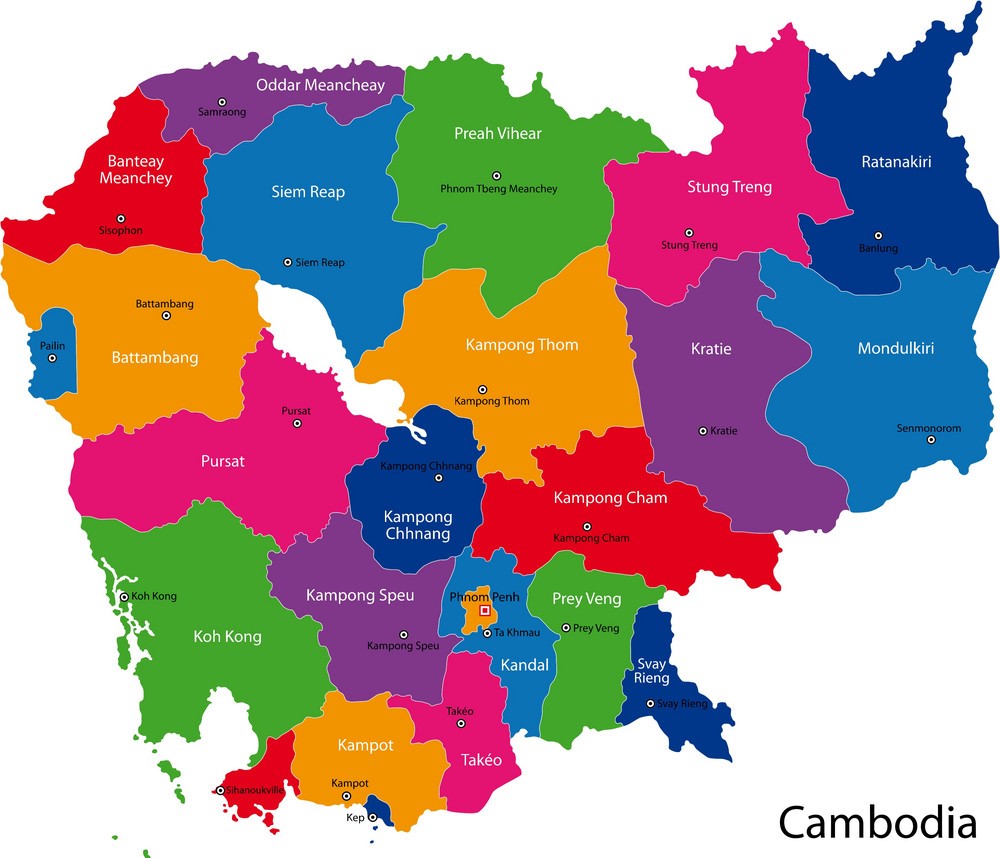 Oddar Meancheay
Samraong
Preah Vihear
Banteay
Meanchey
Ratanakiri
Siem Reap
Phnom Tbeng Meanchey
Stung Treng
Sisophon
Stung Treng
Banlung
Siem Reap
Battambang
Pailin
Battambang
Kampong Thom
Kratie
Mondulkiri
Kampong Thom
Pursat
Kratie
Senmonorom
Pursat
Kampong Chhnang
Kampong Cham
Kampong
Chhnang
Kampong Cham
Koh Kong
Kampong Speu
Phnom Penh
Prey Veng
Koh Kong
Prey Veng
Ta Khmau
Kampong Speu
Kandal
Svay
Rieng
Svay Rieng
Takéo
Kampot
Takéo
Kampot
Sihanoukville
Kep
Cambodia